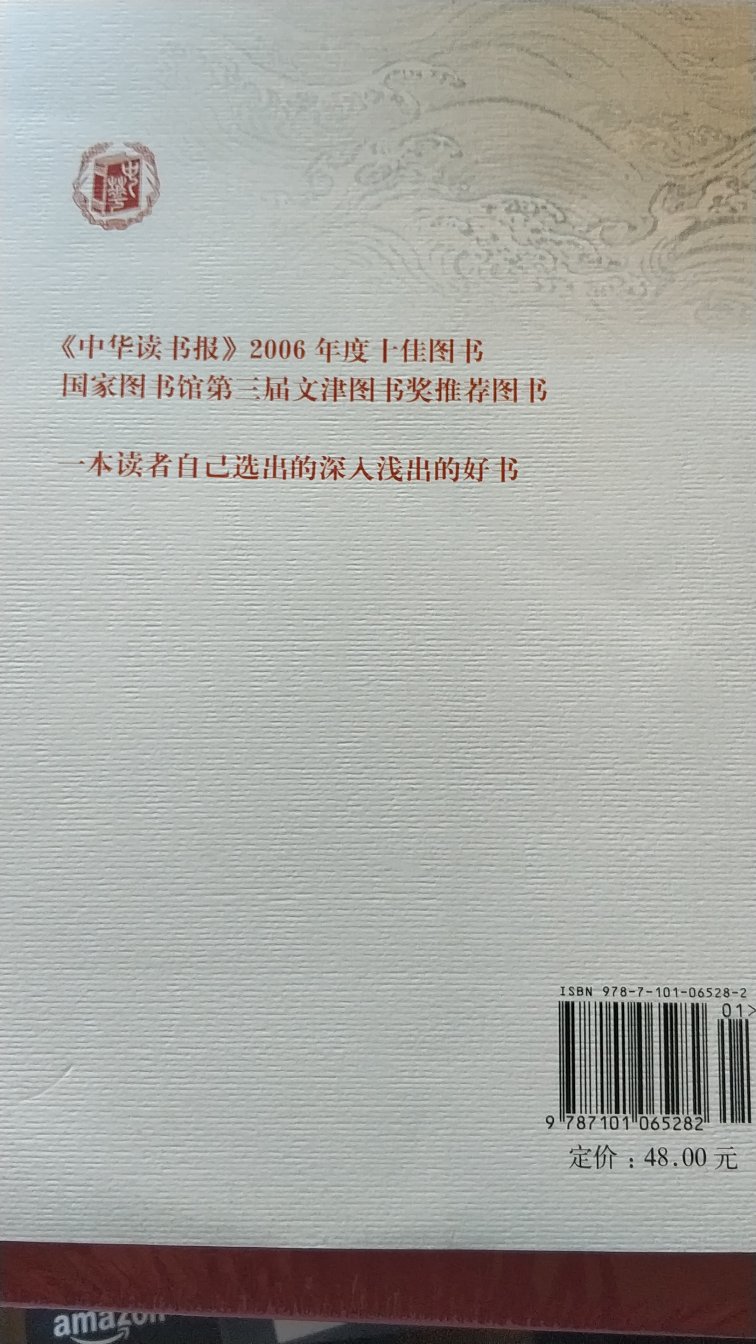 中华
《中华读书报》2006 年度十佳图书
国家图书馆第三届文津图书奖推荐图书
一本读者自己选出的深入浅出的好书
ISBN 978-7-101-06528-2
01>
9 787101 065282
定价：48.00 元
amazon